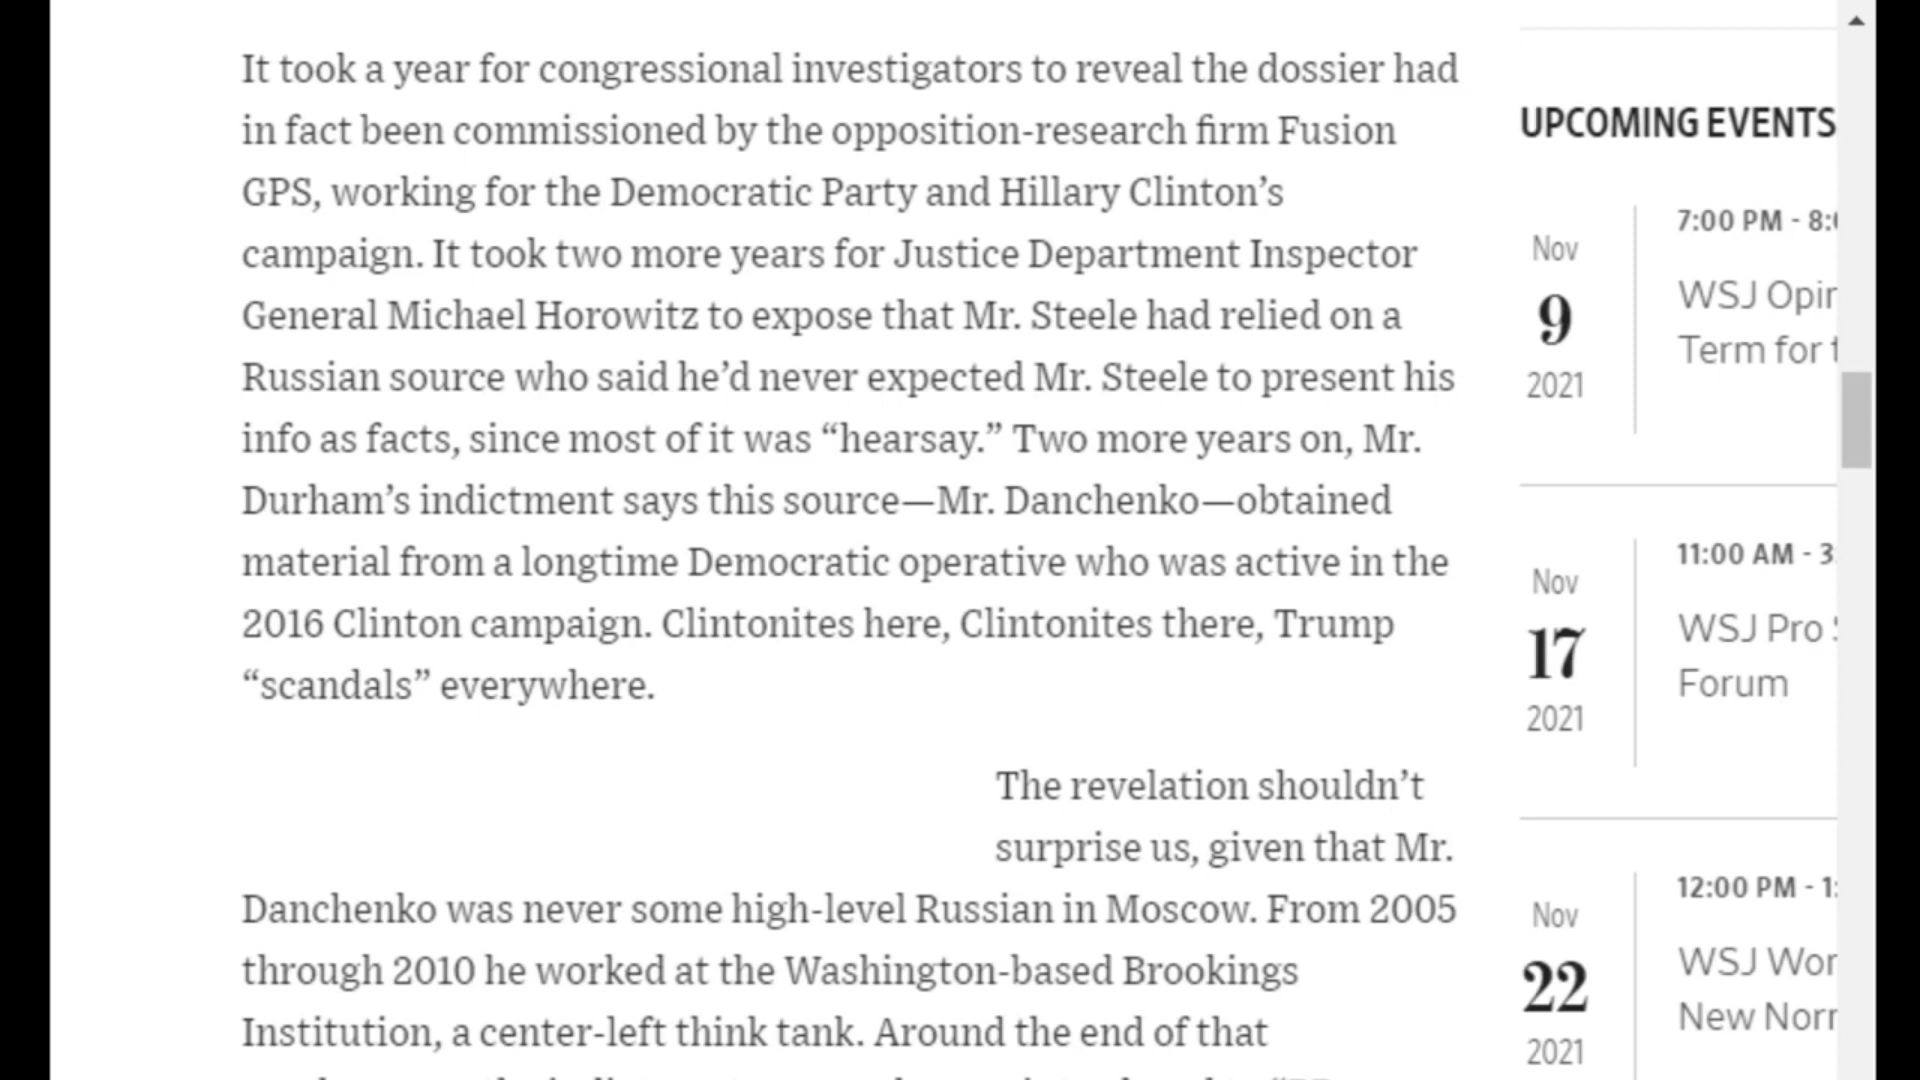 It took a year for congressional investigators to reveal the dossier had
in fact been commissioned by the opposition-research firm Fusion
GPS, working for the Democratic Party and Hillary Clinton’s
campaign. It took two more years for Justice Department Inspector
General Michael Horowitz to expose that Mr. Steele had relied on a
Russian source who said he’d never expected Mr. Steele to present his
info as facts, since most of it was “hearsay.” Two more years on, Mr.
Durham’s indictment says this source—Mr. Danchenko—obtained
material from a longtime Democratic operative who was active in the
2016 Clinton campaign. Clintonites here, Clintonites there, Trump
“scandals” everywhere.
The revelation shouldn’t
surprise us, given that Mr.
Danchenko was never some high-level Russian in Moscow. From 2005
through 2010 he worked at the Washington-based Brookings
Institution, a center-left think tank. Around the end of that
UPCOMING EVENTS
Nov
9
2021
7:00 PM - 8:
WSJ
Term for
Nov
17
2021
11:00 AM - 3
WSJ Pro
Forum
Nov
22
2021
12:00 PM - 1:
WSJ
New